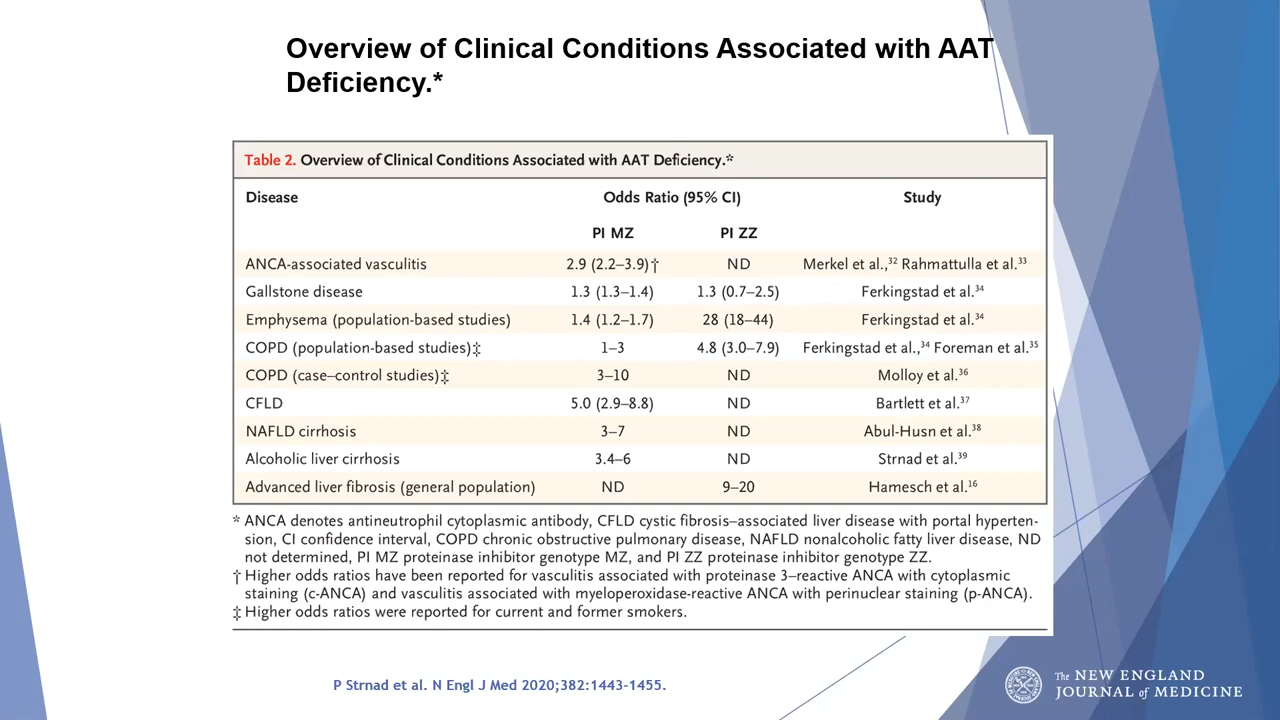 Overview of Clinical Conditions Associated with AAT
Deficiency.*
Table 2. Overview of Clinical Conditions Associated with AAT Deficiency.*
Disease Odds Ratio (95% CI) Study
PI MZ PI ZZ
ANCA-associated vasculitis 2.9 (2.2–3.9)† ND Merkel et al.,³² Rahmattulla et al.³³
Gallstone disease 1.3 (1.3–1.4) 1.3 (0.7–2.5) Ferkingstad et al.³⁴
Emphysema (population-based studies) 1.4 (1.2–1.7) 28 (18–44) Ferkingstad et al.³⁴
COPD (population-based studies)‡ 1–3 4.8 (3.0–7.9) Ferkingstad et al.,³⁴ Foreman et al.³⁵
COPD (case–control studies)‡ 3–10 ND Molloy et al.³⁶
CFLD 5.0 (2.9–8.8) ND Bartlett et al.³⁷
NAFLD cirrhosis 3–7 ND Abul-Husn et al.³⁸
Alcoholic liver cirrhosis 3.4–6 ND Strnad et al.³⁹
Advanced liver fibrosis (general population) ND 9–20 Hamesch et al.¹⁶
* ANCA denotes antineutrophil cytoplasmic antibody, CFLD cystic fibrosis–associated liver disease with portal hyperten-
sion, CI confidence interval, COPD chronic obstructive pulmonary disease, NAFLD nonalcoholic fatty liver disease, ND
not determined, PI MZ proteinase inhibitor genotype MZ, and PI ZZ proteinase inhibitor genotype ZZ.
† Higher odds ratios have been reported for vasculitis associated with proteinase 3–reactive ANCA with cytoplasmic
staining (c-ANCA) and vasculitis associated with myeloperoxidase-reactive ANCA with perinuclear staining (p-ANCA).
‡ Higher odds ratios were reported for current and former smokers.
P Strnad et al. N Engl J Med 2020;382:1443-1455.
The NEW ENGLAND
JOURNAL of MEDICINE